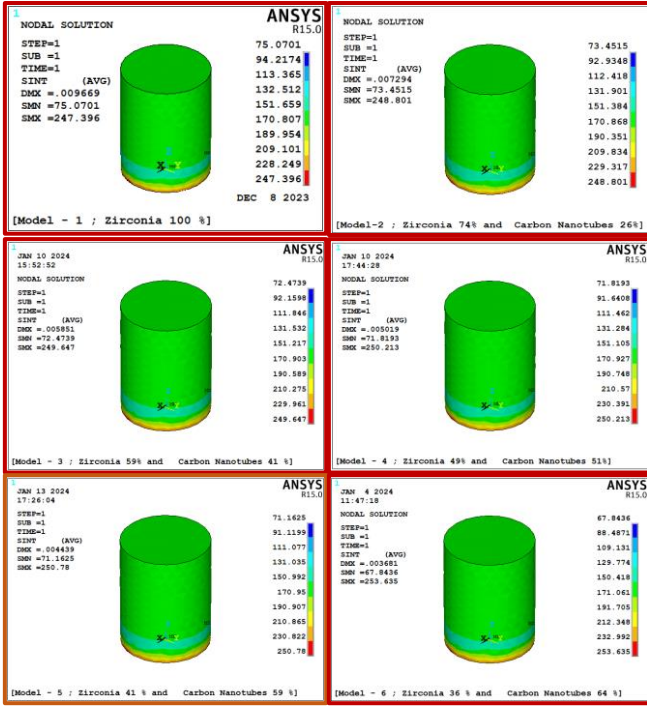 1
NODAL SOLUTION
STEP=1
SUB =1
TIME=1
SINT (AVG)
DMX =.009669
SMN =75.0701
SMX =247.396
ANSYS
R15.0
75.0701
94.2174
113.365
132.512
151.659
170.807
189.954
209.101
228.249
247.396
X Y
DEC 8 2023
[Model - 1 ; Zirconia 100 %]
1
NODAL SOLUTION
STEP=1
SUB =1
TIME=1
SINT (AVG)
DMX =.007294
SMN =73.4515
SMX =248.801
73.4515
92.9348
112.418
131.901
151.384
170.868
190.351
209.834
229.317
248.801
X Y
[Model-2 ; Zirconia 74% and Carbon Nanotubes 26%]
1
JAN 10 2024
15:52:52
NODAL SOLUTION
STEP=1
SUB =1
TIME=1
SINT (AVG)
DMX =.005851
SMN =72.4739
SMX =249.647
ANSYS
R15.0
72.4739
92.1598
111.846
131.532
151.217
170.903
190.589
210.275
229.961
249.647
X Y
[Model - 3 ; Zirconia 59% and Carbon Nanotubes 41 %]
1
JAN 10 2024
17:44:28
NODAL SOLUTION
STEP=1
SUB =1
TIME=1
SINT (AVG)
DMX =.005019
SMN =71.8193
SMX =250.213
ANSYS
R15.0
71.8193
91.6408
111.462
131.284
151.105
170.927
190.748
210.57
230.391
250.213
X Y
[Model - 4 ; Zirconia 49% and Carbon Nanotubes 51%]
1
JAN 13 2024
17:26:04
STEP=1
SUB =1
TIME=1
SINT (AVG)
DMX =.004439
SMN =71.1625
SMX =250.78
ANSYS
R15.0
71.1625
91.1199
111.077
131.035
150.992
170.95
190.907
210.865
230.822
250.78
X Y
[Model - 5 ; Zirconia 41 % and Carbon Nanotubes 59 %]
1
JAN 4 2024
11:47:18
NODAL SOLUTION
STEP=1
SUB =1
TIME=1
SINT (AVG)
DMX =.003681
SMN =67.8436
SMX =253.635
ANSYS
R15.0
67.8436
88.4871
109.131
129.774
150.418
171.061
191.705
212.348
232.992
253.635
X Y
[Model - 6 ; Zirconia 36 % and Carbon Nanotubes 64 %]